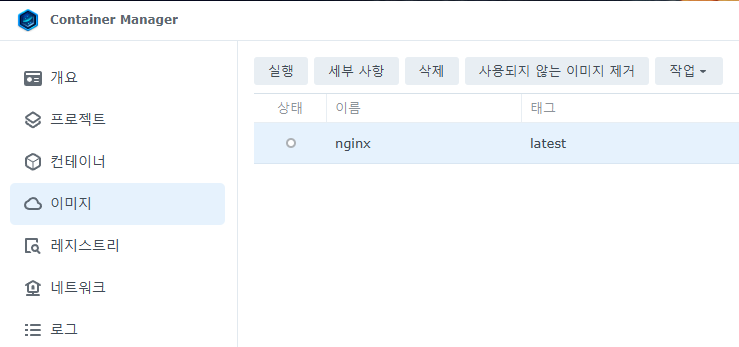 Container Manager
개요
프로젝트
컨테이너
이미지
레지스트리
네트워크
로그
실행 세부 사항 삭제 사용되지 않는 이미지 제거 작업
상태 이름 태그
nginx latest